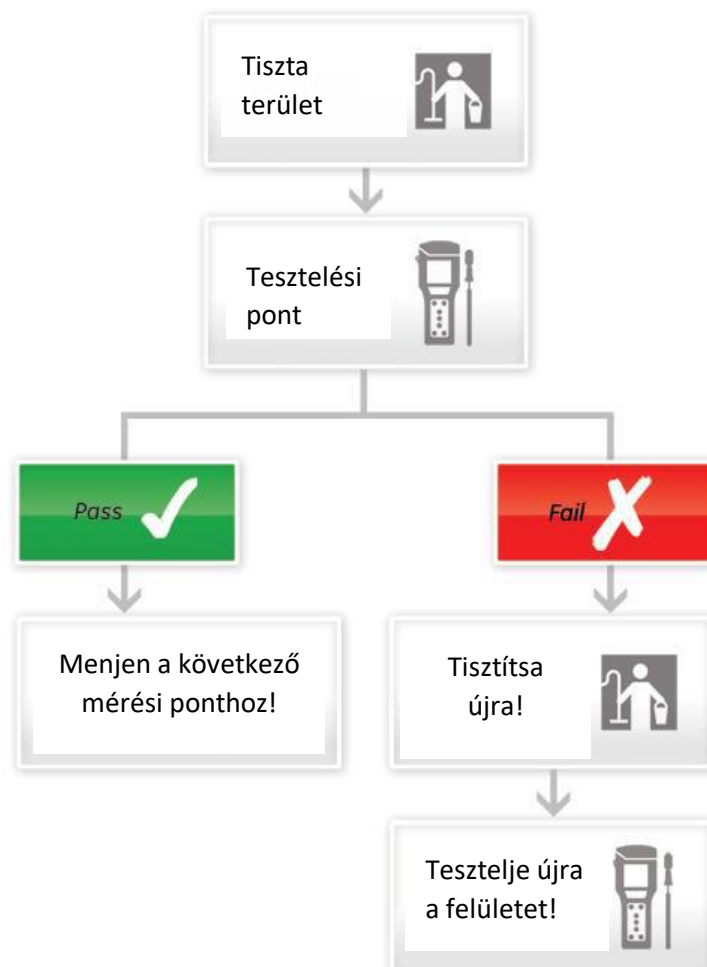 Tiszta
terület
Tesztelési
pont
Pass
Fail
Menjen a következő
mérési ponthoz!
Tisztítsa
újra!
Tesztelje újra
a felületet!